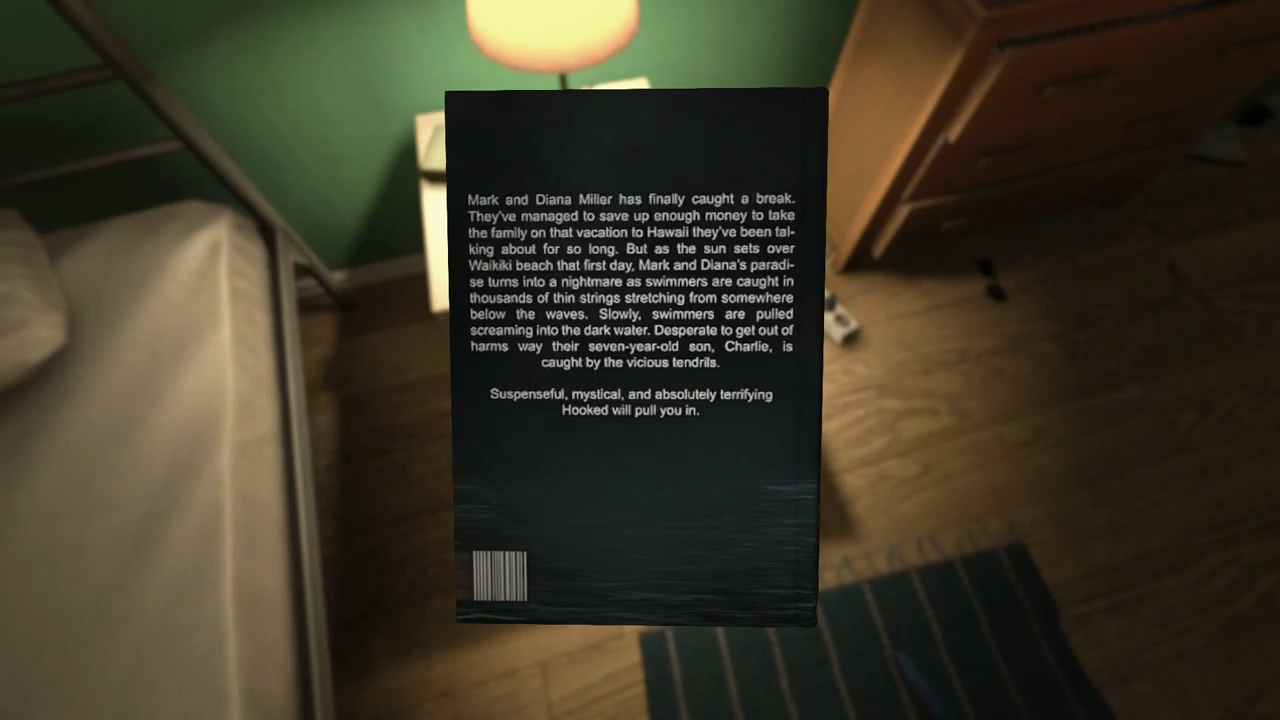 Mark and Diana Miller has finally caught a break.
They've managed to save up enough money to take
the family on that vacation to Hawaii they've been tal-
king about for so long. But as the sun sets over
Waikiki beach that first day, Mark and Diana's paradi-
se turns into a nightmare as swimmers are caught in
thousands of thin strings stretching from somewhere
below the waves. Slowly, swimmers are pulled
screaming into the dark water. Desperate to get out of
harms way their seven-year-old son, Charlie, is
caught by the vicious tendrils.
Suspenseful, mystical, and absolutely terrifying
Hooked will pull you in.